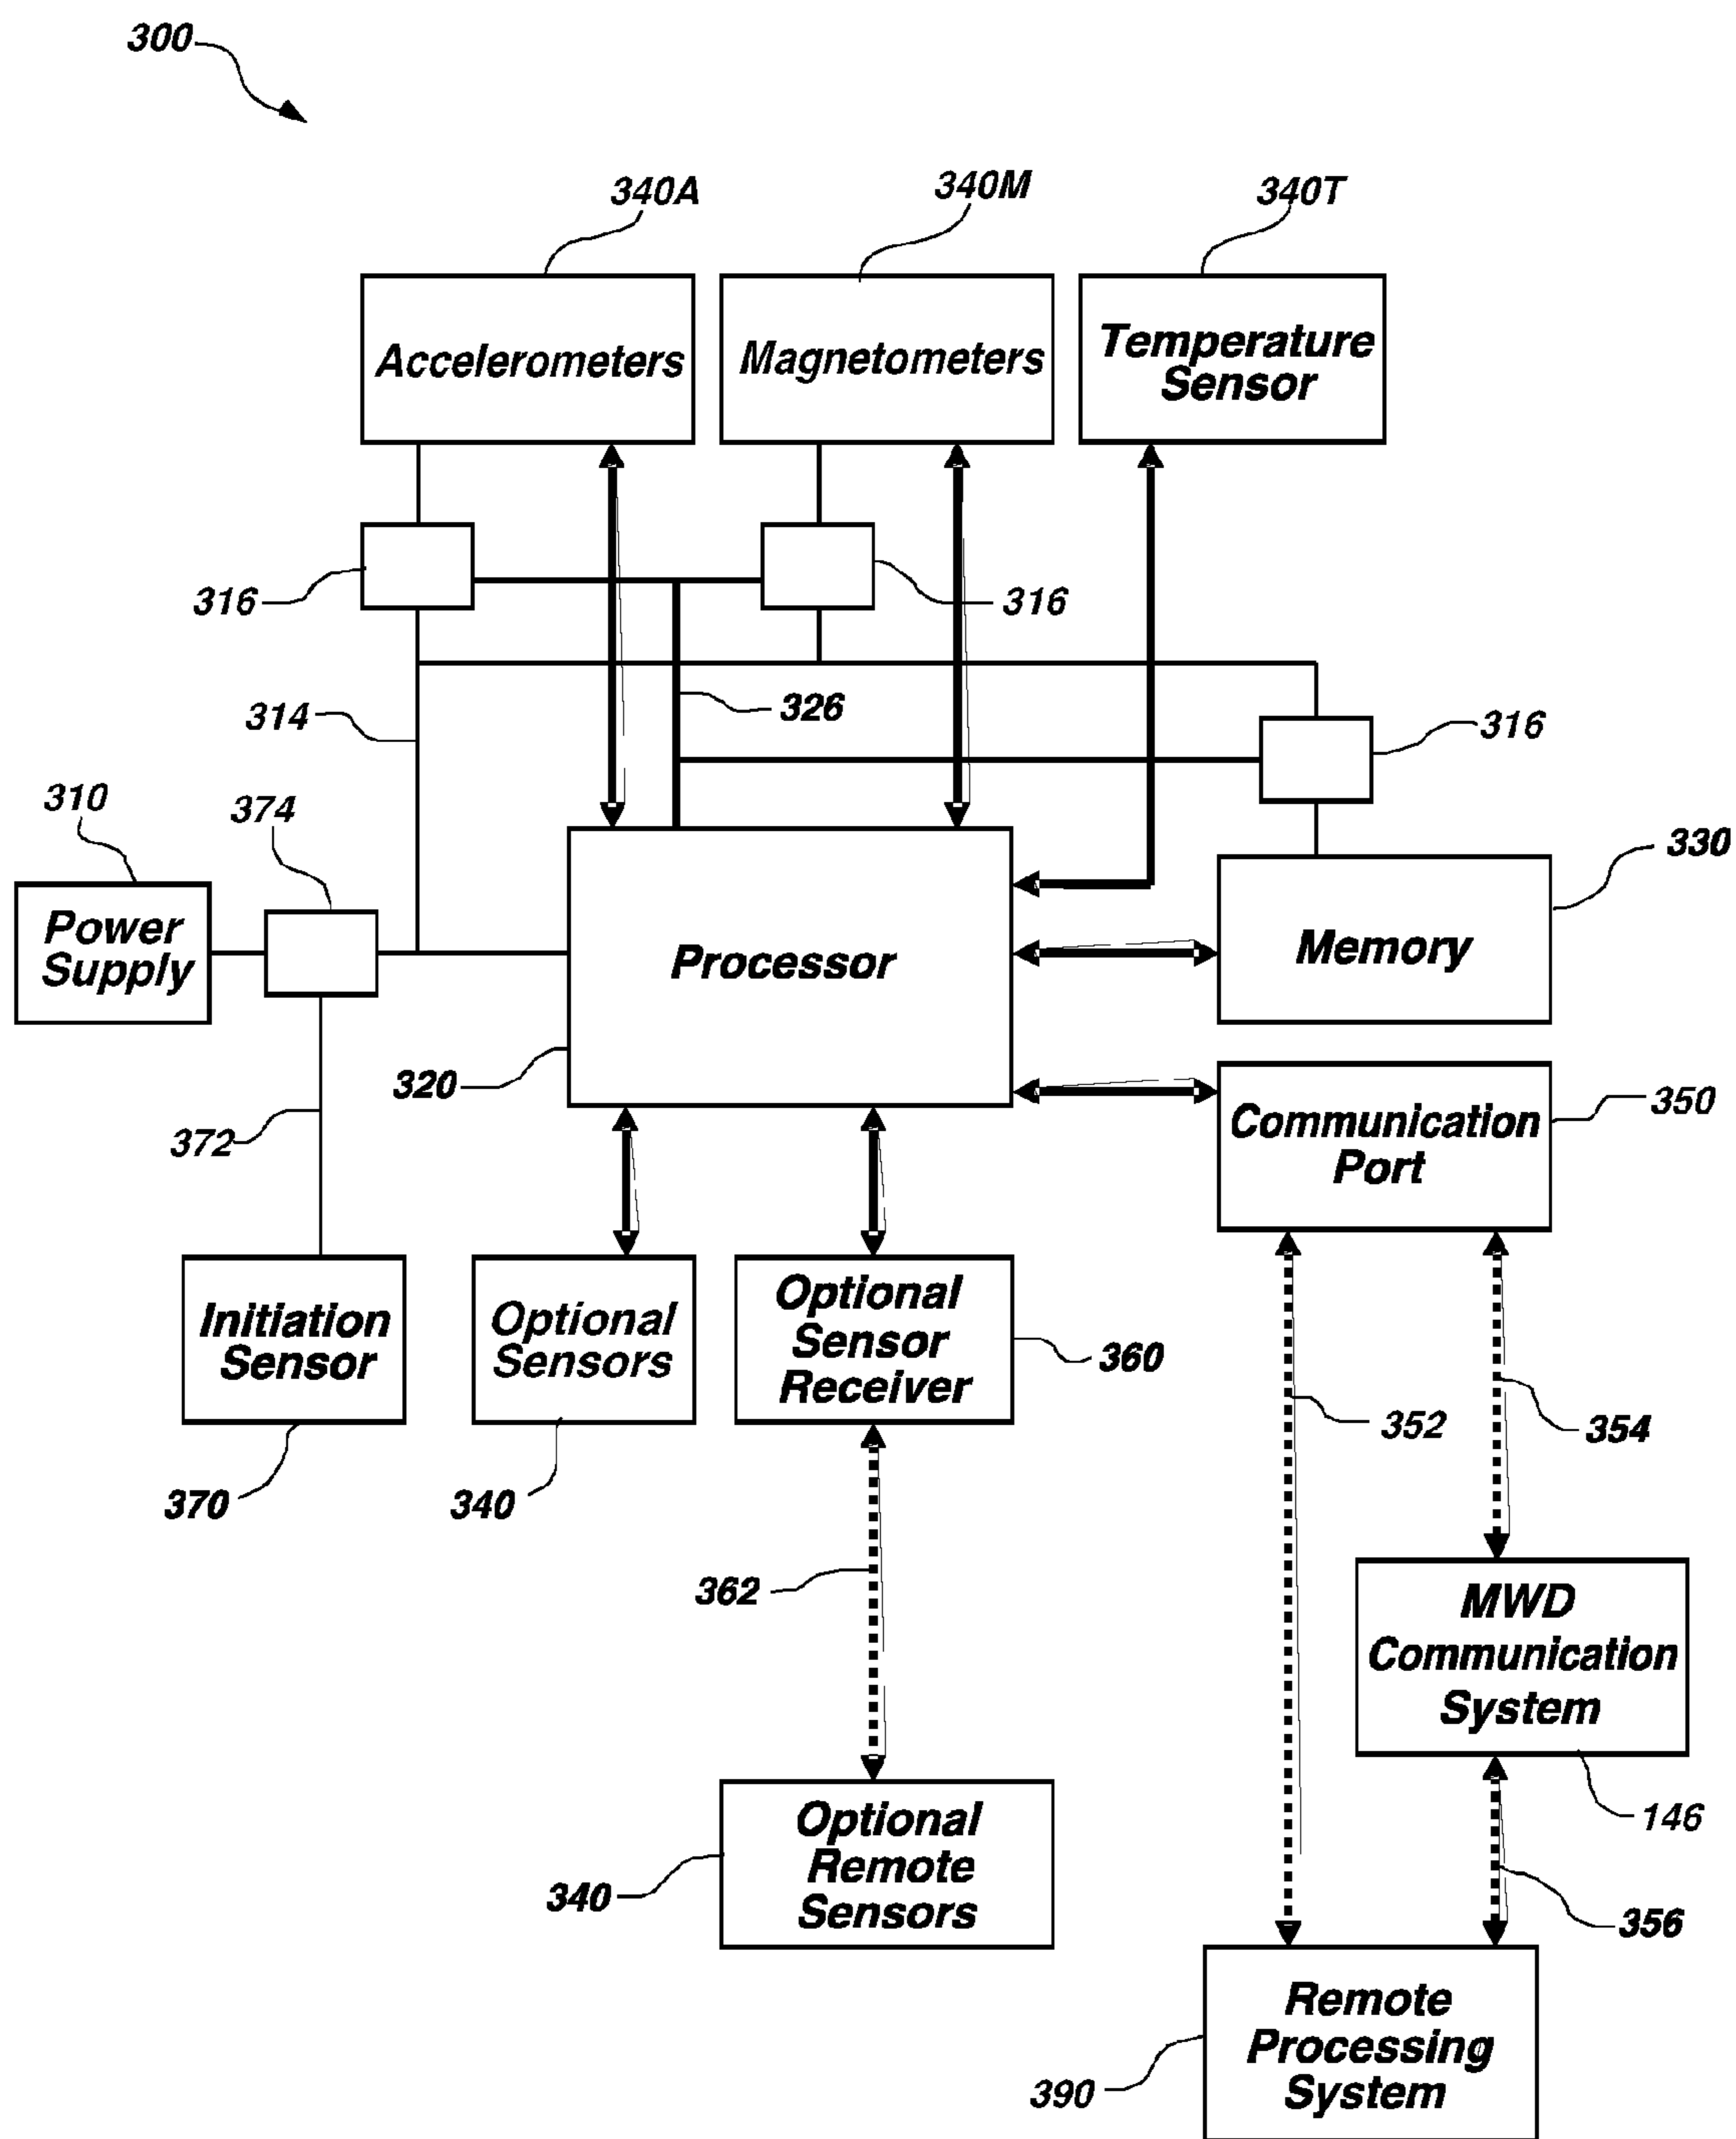 300
340A
340M
340T
Accelerometers
Magnetometers
Temperature
Sensor
316
316
314
326
316
310
374
330
Power
Supply
Processor
Memory
320
372
350
Communication
Port
Initiation
Sensor
Optional
Sensors
Optional
Sensor
Receiver
360
352
354
370
340
362
MWD
Communication
System
146
Optional
Remote
Sensors
340
356
Remote
Processing
System
390